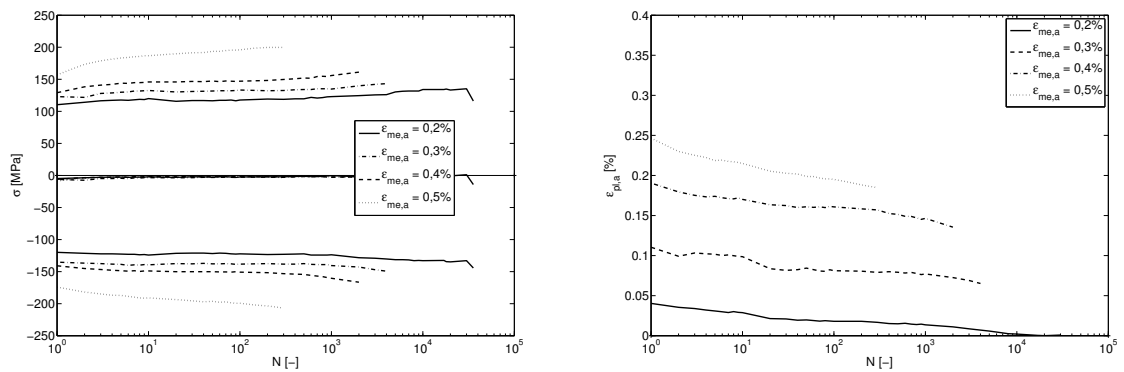 250
200
150
100
50
0
−50
−100
−150
−200
−250
σ [MPa]
10^0
10^1
10^2
10^3
10^4
10^5
N [−]
ε_me,a = 0,2%
ε_me,a = 0,3%
ε_me,a = 0,4%
ε_me,a = 0,5%
0.4
0.35
0.3
0.25
0.2
0.15
0.1
0.05
0
ε_pl,a [%]
10^0
10^1
10^2
10^3
10^4
10^5
N [−]
ε_me,a = 0,2%
ε_me,a = 0,3%
ε_me,a = 0,4%
ε_me,a = 0,5%